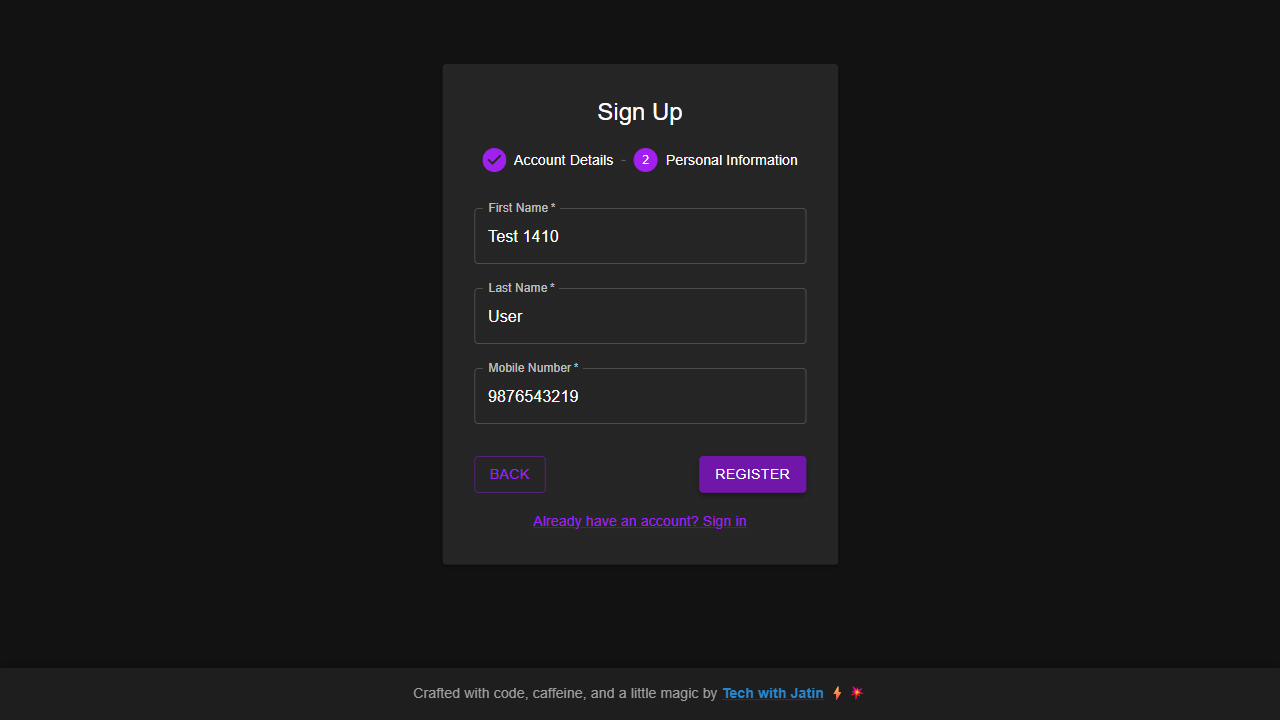 Sign Up
Account Details - 2 Personal Information
First Name *
Test 1410
Last Name *
User
Mobile Number *
9876543219
BACK REGISTER
Already have an account? Sign in
Crafted with code, caffeine, and a little magic by Tech with Jatin ⚡ 💥